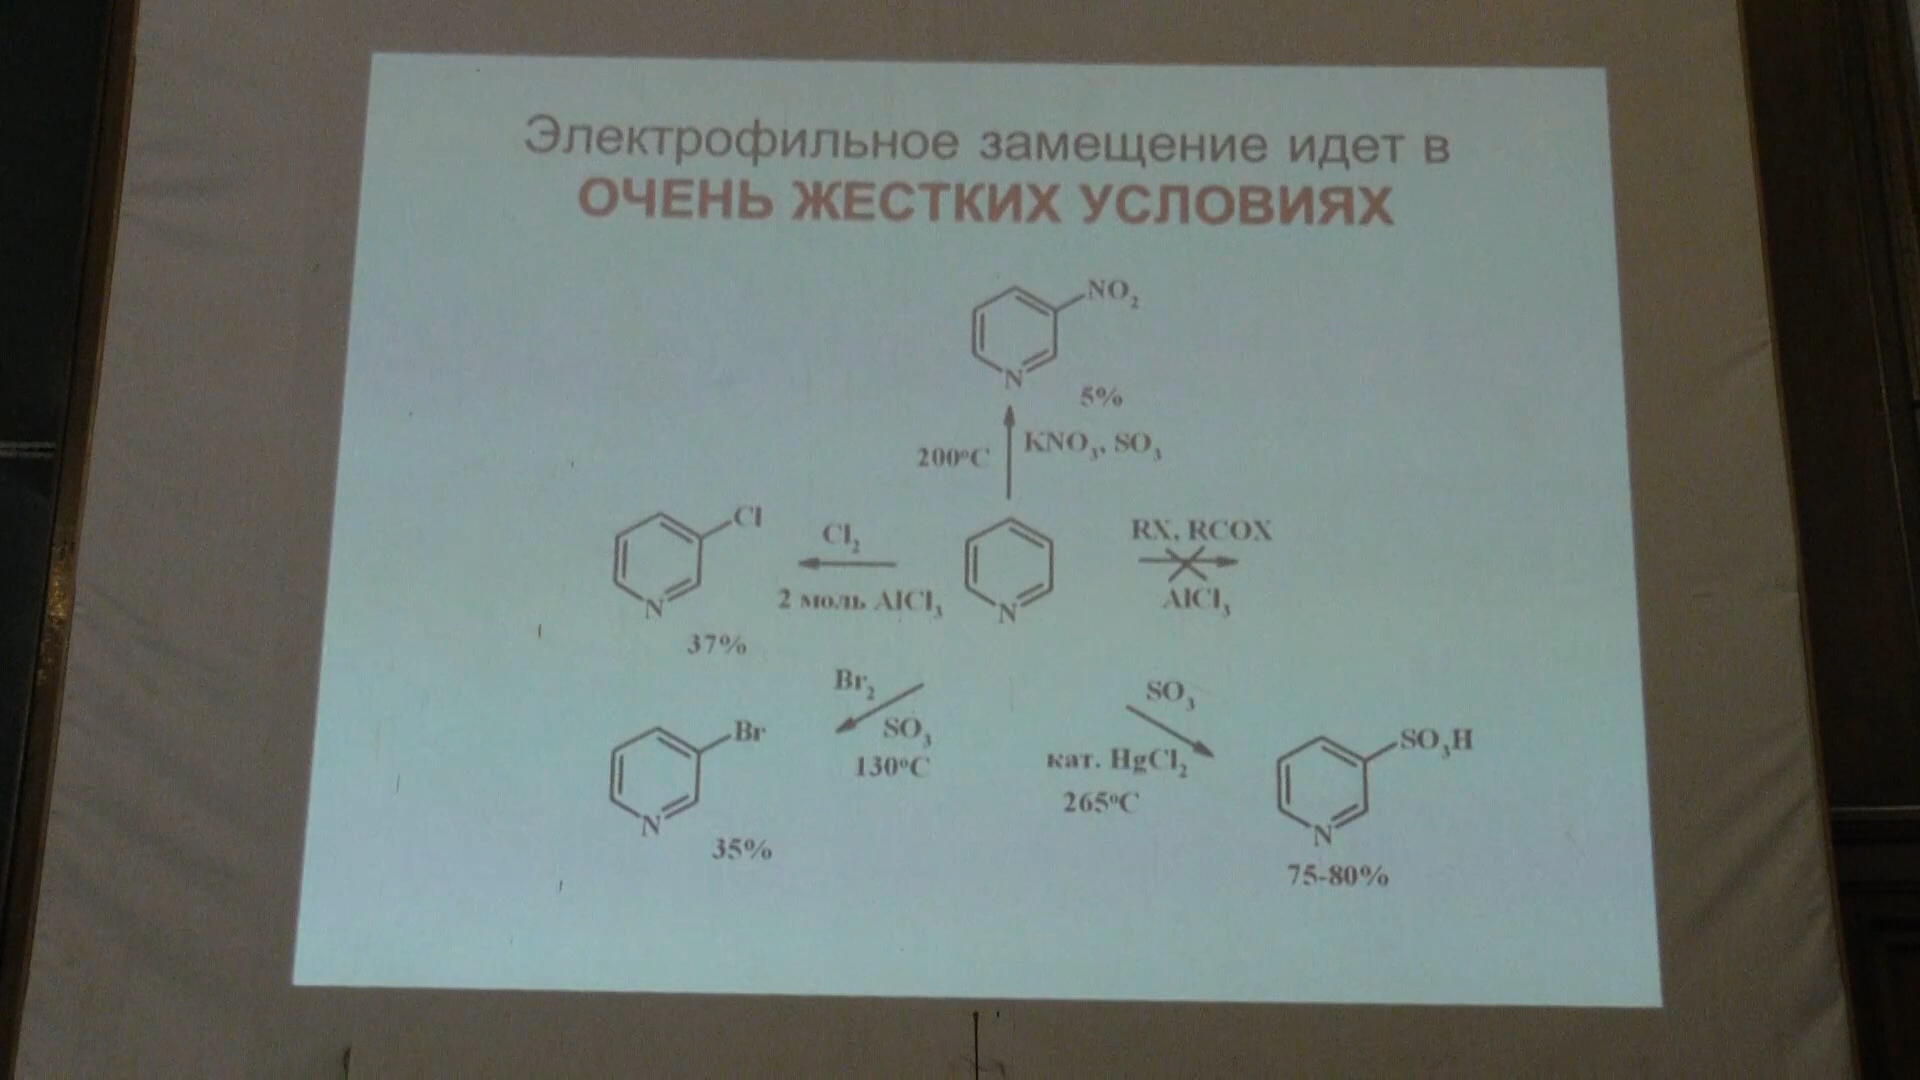 Электрофильное замещение идет в
ОЧЕНЬ ЖЕСТКИХ УСЛОВИЯХ
NO₂
N
5%
200°C
KNO₃, SO₃
Cl
N
37%
Cl₂
2 моль AlCl₃
N
RX, RCOX
AlCl₃
Br₂
SO₃
130°C
Br
N
35%
SO₃
кат. HgCl₂
265°C
SO₃H
N
75-80%